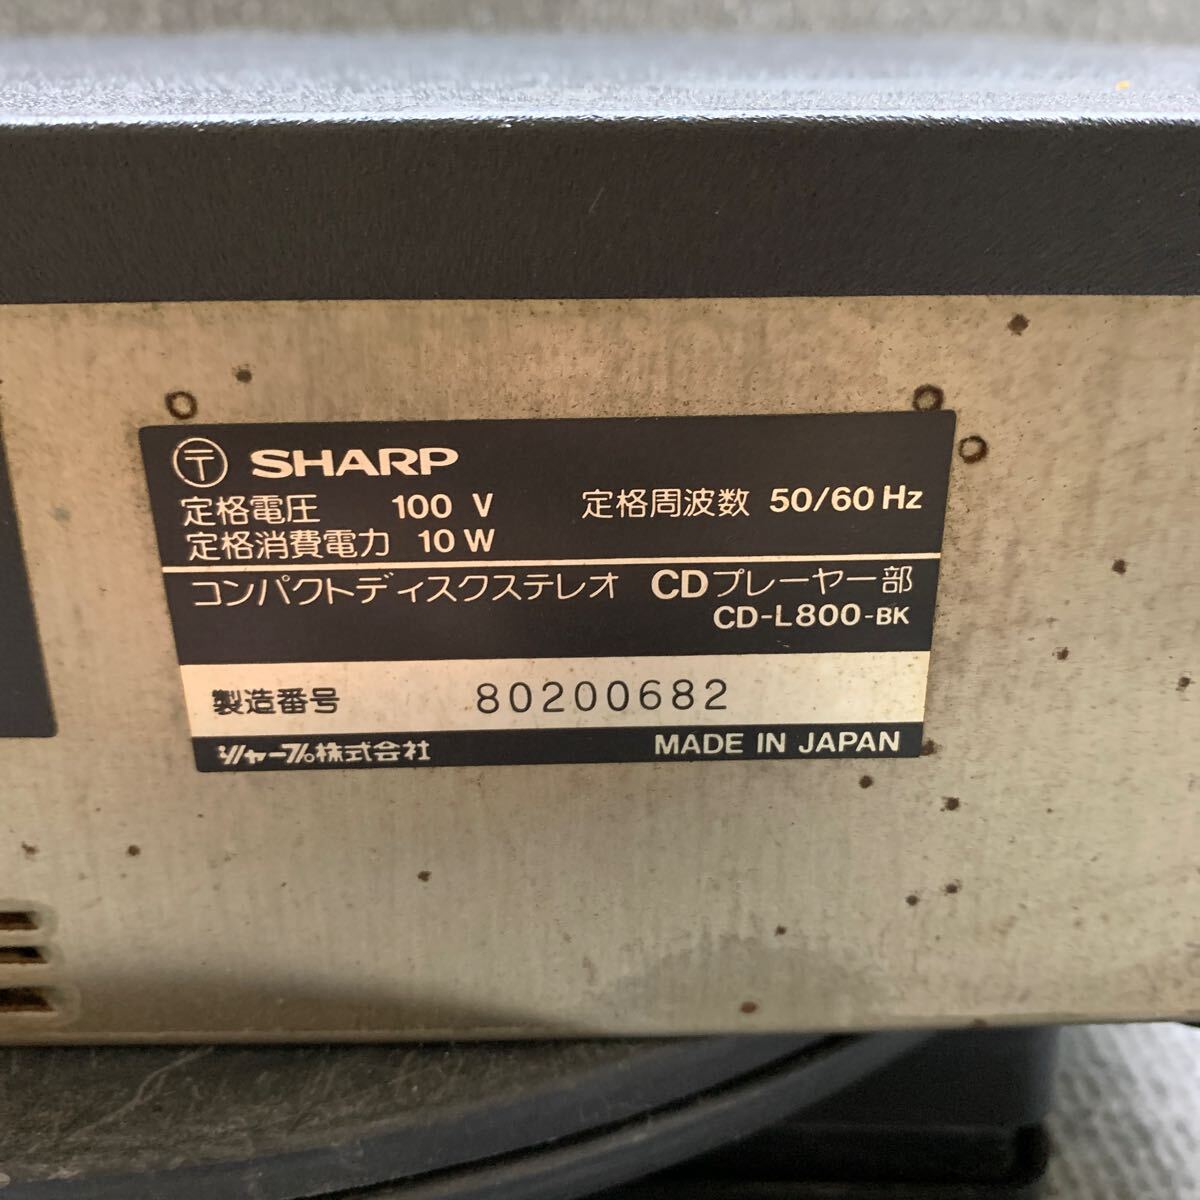 〒 SHARP
定格電圧 100 V 定格周波数 50/60 Hz
定格消費電力 10 W
コンパクトディスクステレオ CDプレーヤー部
CD-L800-BK
製造番号 80200682
シャープ株式会社 MADE IN JAPAN